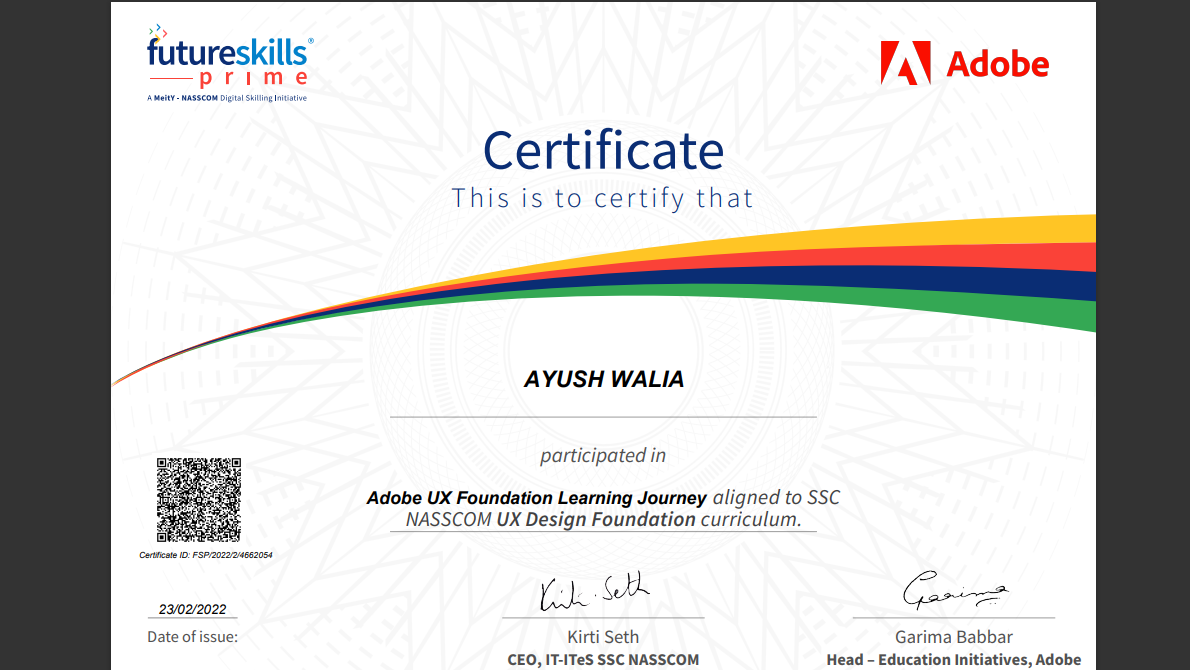 futureskills®
prime
A MeitY - NASSCOM Digital Skilling Initiative
Adobe
Certificate
This is to certify that
AYUSH WALIA
participated in
Adobe UX Foundation Learning Journey aligned to SSC
NASSCOM UX Design Foundation curriculum.
Certificate ID: FSP/2022/2/4662054
23/02/2022
Date of issue:
Kirti Seth
Kirti Seth
CEO, IT-ITeS SSC NASSCOM
Garima
Garima Babbar
Head – Education Initiatives, Adobe